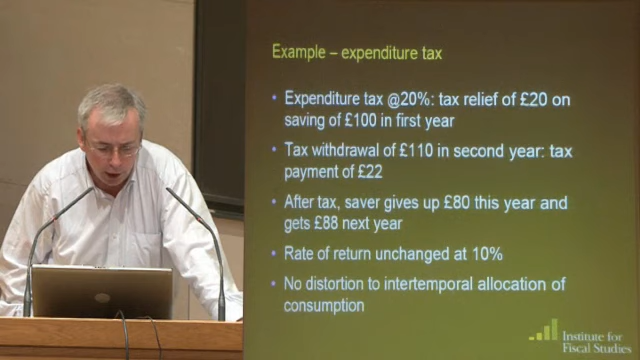 Example – expenditure tax
• Expenditure tax @20%: tax relief of £20 on
saving of £100 in first year
• Tax withdrawal of £110 in second year: tax
payment of £22
• After tax, saver gives up £80 this year and
gets £88 next year
• Rate of return unchanged at 10%
• No distortion to intertemporal allocation of
consumption
Institute for
Fiscal Studies